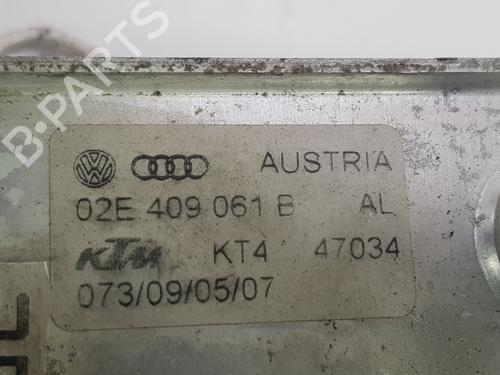 B-PARTS
AUSTRIA
02E 409 061 B AL
KTM KT4 47034
073/09/05/07